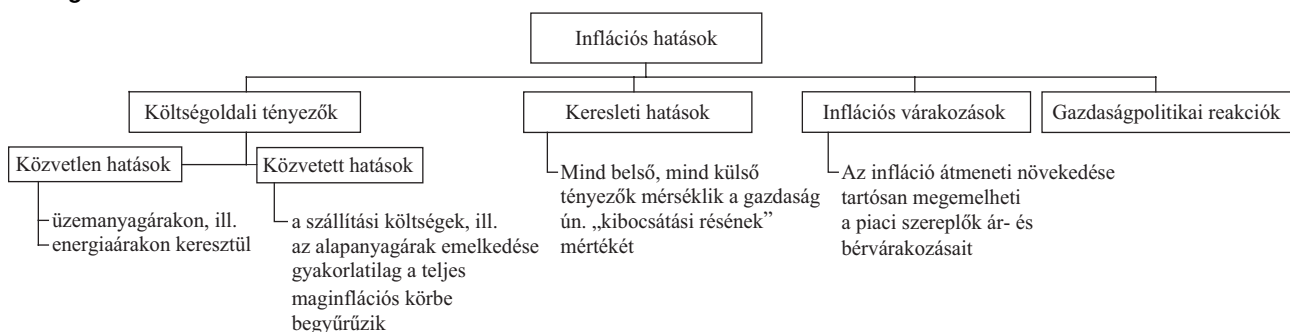 Inflációs hatások
Költségoldali tényezők
Keresleti hatások
Inflációs várakozások
Gazdaságpolitikai reakciók
Közvetlen hatások
Közvetett hatások
üzemanyagárakon, ill.
energiaárakon keresztül
a szállítási költségek, ill.
az alapanyagárak emelkedése
gyakorlatilag a teljes
maginflációs körbe
begyűrűzik
Mind belső, mind külső
tényezők mérséklik a gazdaság
ún. „kibocsátási résének”
mértékét
Az infláció átmeneti növekedése
tartósan megemelheti
a piaci szereplők ár- és
bérvárakozásait